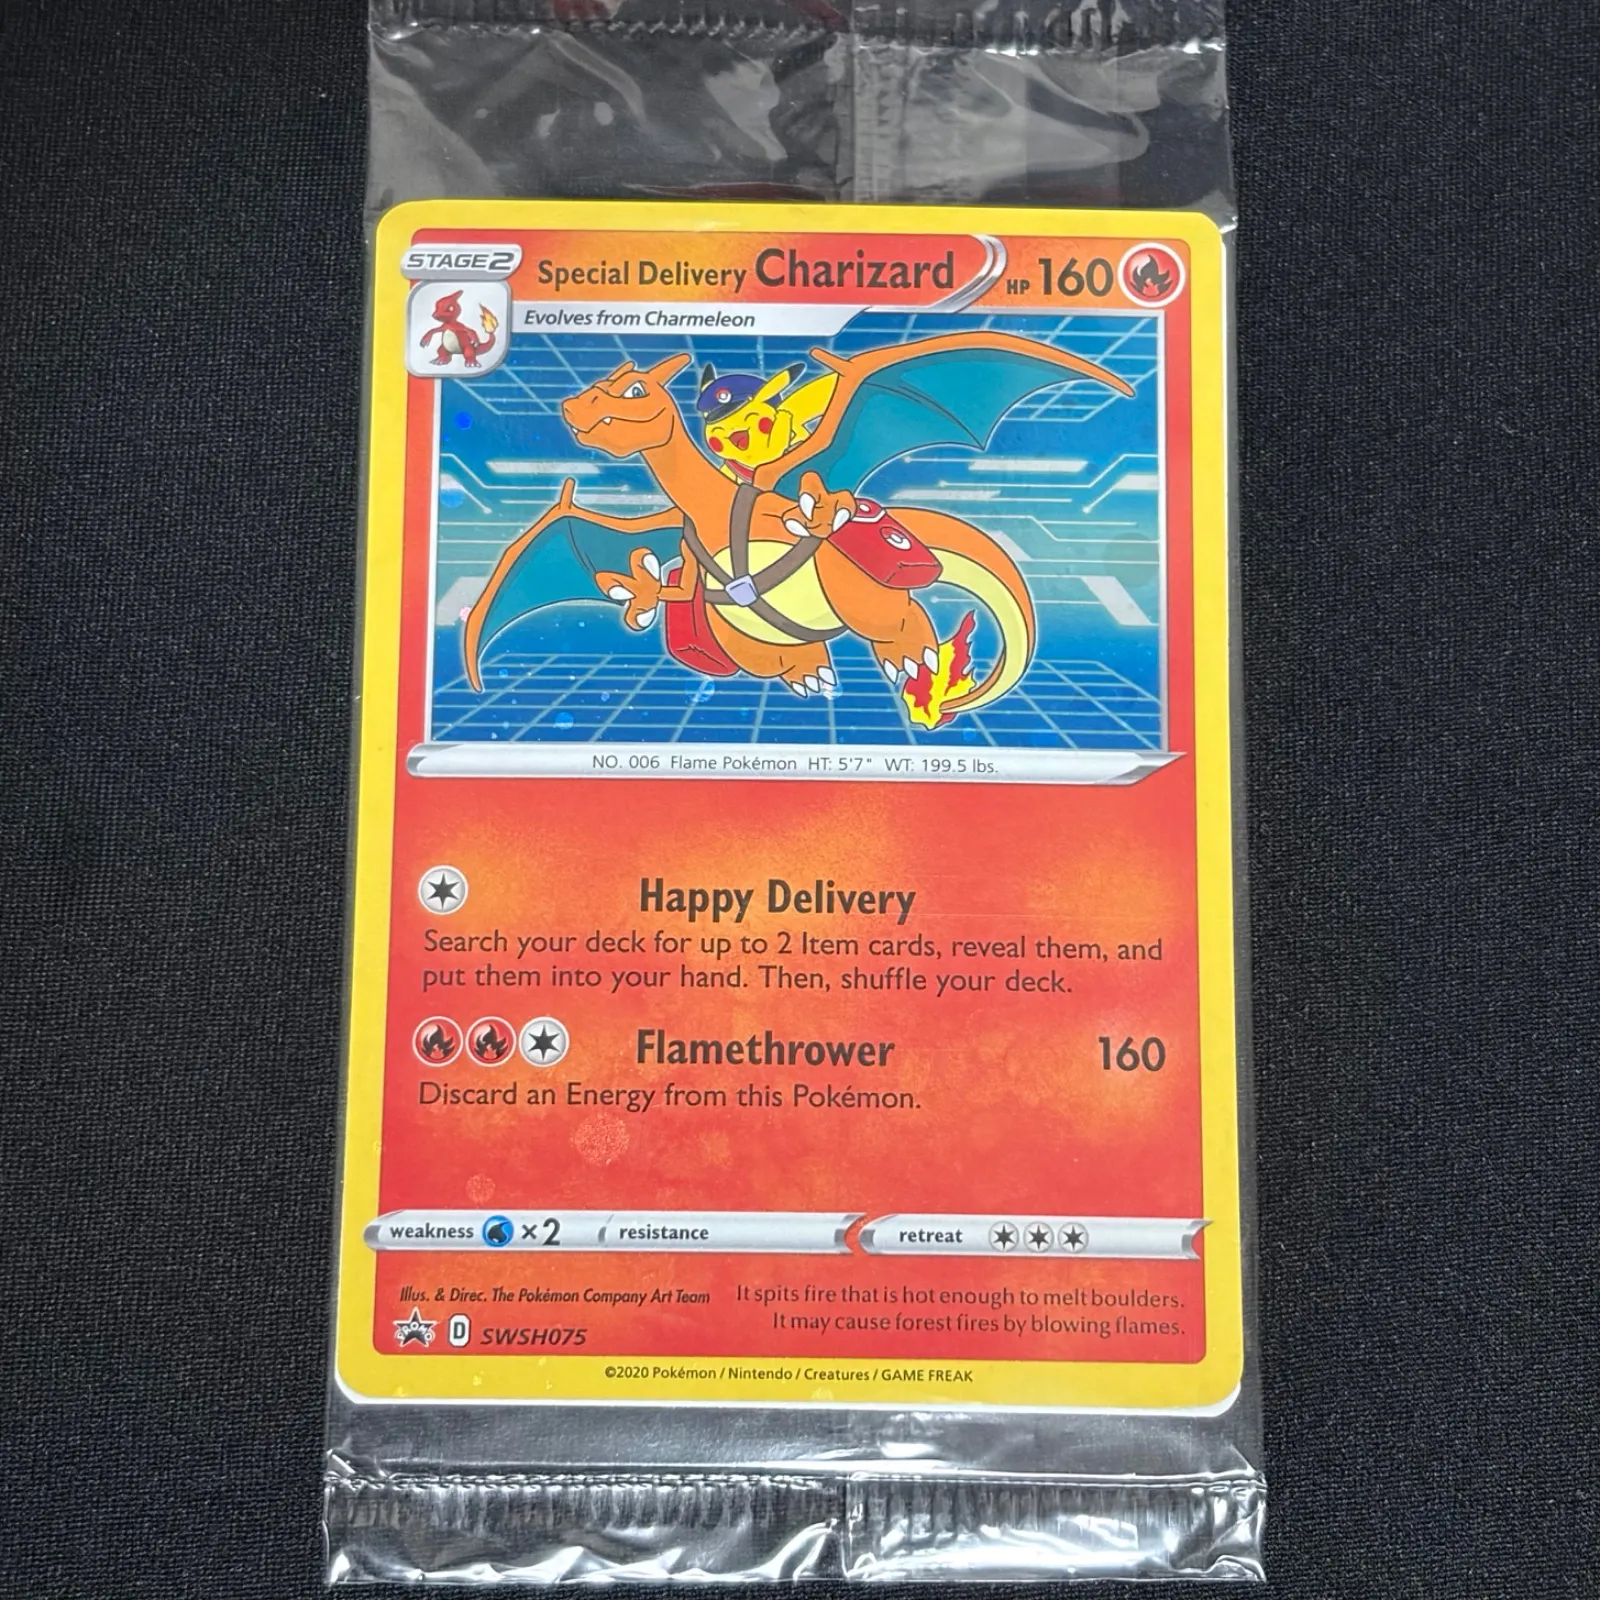 STAGE2 Special Delivery Charizard HP 160
Evolves from Charmeleon
NO. 006 Flame Pokémon HT: 5'7" WT: 199.5 lbs.
Happy Delivery
Search your deck for up to 2 Item cards, reveal them, and
put them into your hand. Then, shuffle your deck.
Flamethrower 160
Discard an Energy from this Pokémon.
weakness ×2 resistance retreat
Illus. & Direc. The Pokémon Company Art Team
It spits fire that is hot enough to melt boulders.
It may cause forest fires by blowing flames.
PROMO D SWSH075
©2020 Pokémon / Nintendo / Creatures / GAME FREAK